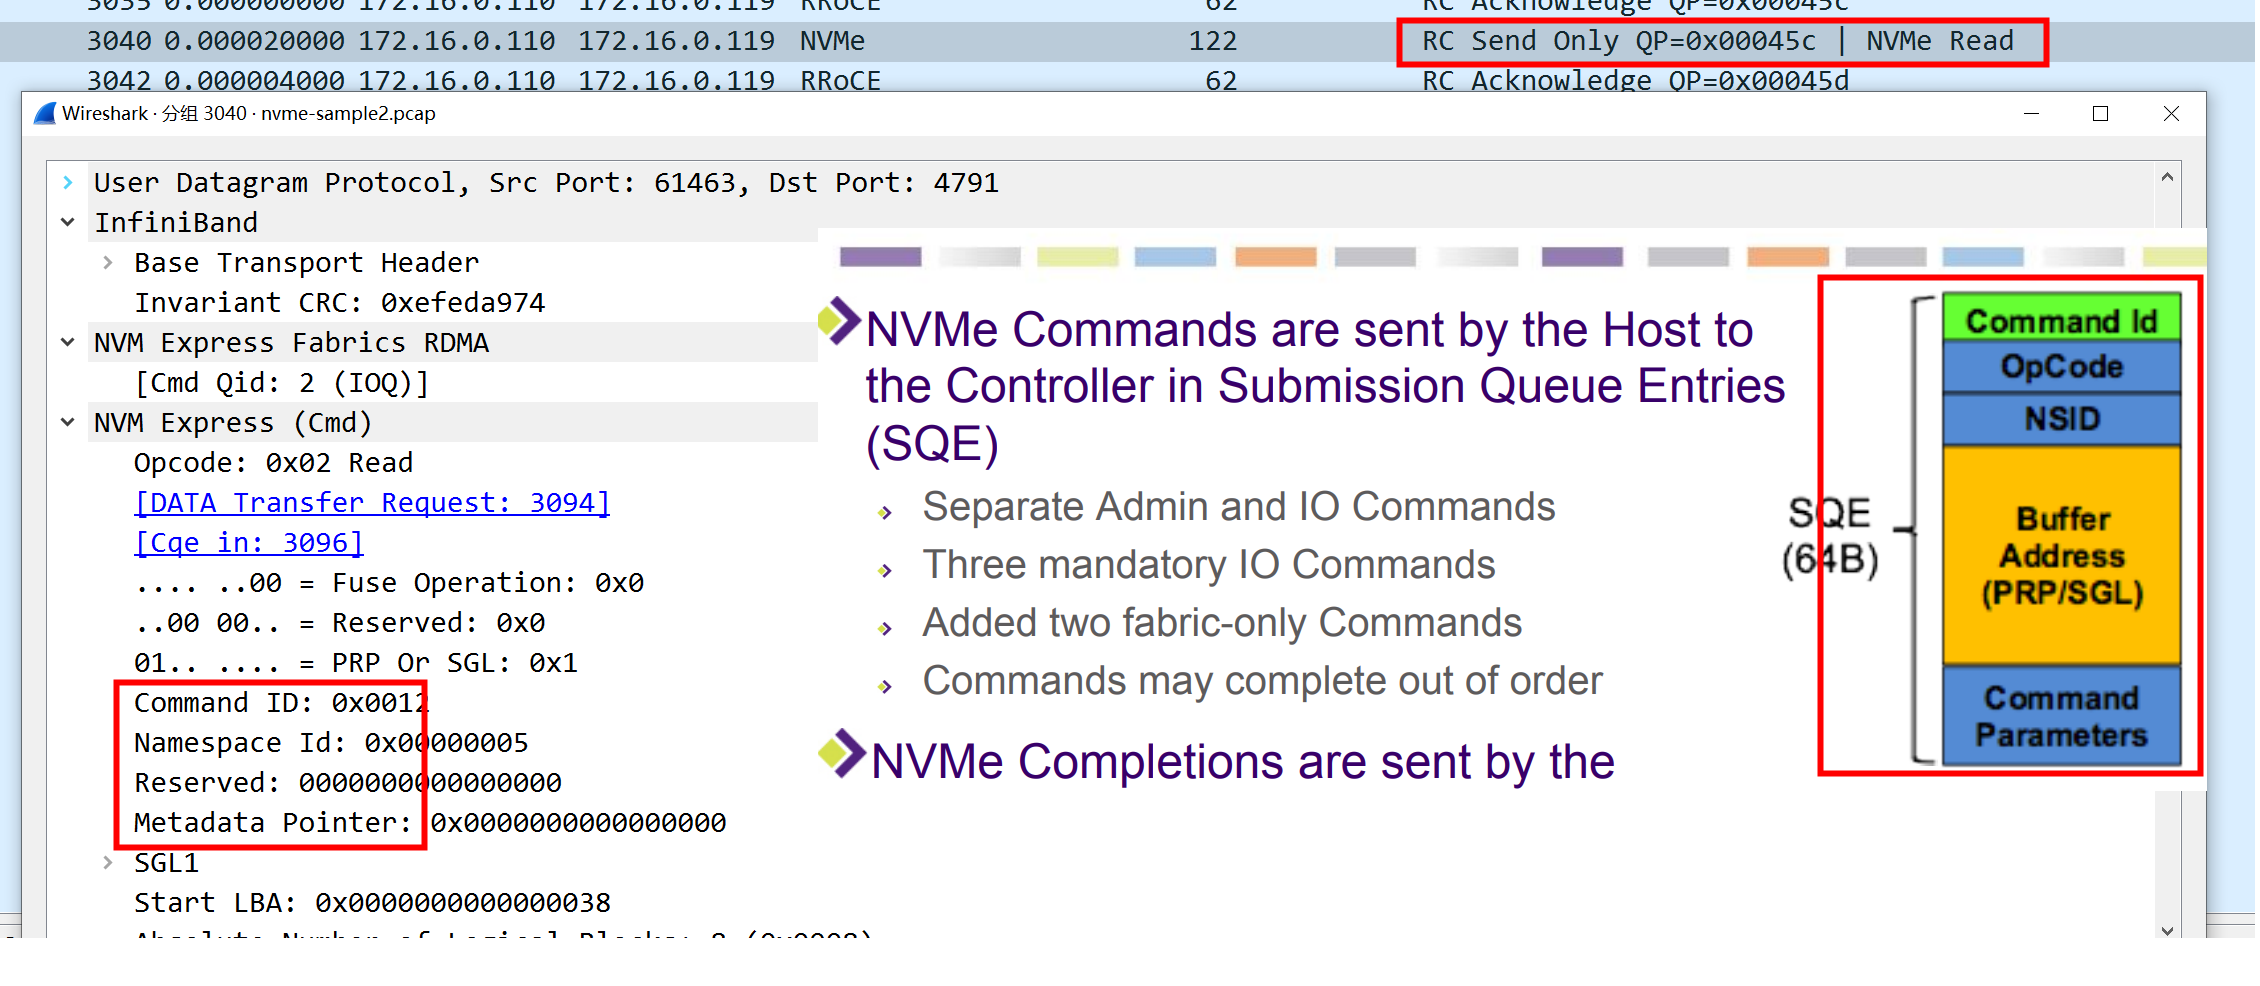 3035 0.000000000 172.16.0.110 172.16.0.119 RRoCE 62 RC Acknowledge QP=0x00045c
3040 0.000020000 172.16.0.110 172.16.0.119 NVMe 122 RC Send Only QP=0x00045c | NVMe Read
3042 0.000004000 172.16.0.110 172.16.0.119 RRoCE 62 RC Acknowledge QP=0x00045d
Wireshark · 分组 3040 · nvme-sample2.pcap
User Datagram Protocol, Src Port: 61463, Dst Port: 4791
InfiniBand
Base Transport Header
Invariant CRC: 0xefeda974
NVM Express Fabrics RDMA
[Cmd Qid: 2 (IOQ)]
NVM Express (Cmd)
Opcode: 0x02 Read
[DATA Transfer Request: 3094]
[Cqe in: 3096]
.... ..00 = Fuse Operation: 0x0
..00 00.. = Reserved: 0x0
01.. .... = PRP Or SGL: 0x1
Command ID: 0x0012
Namespace Id: 0x00000005
Reserved: 0000000000000000
Metadata Pointer: 0x0000000000000000
SGL1
Start LBA: 0x0000000000000038
Absolute Number of Logical Blocks: 8 (0x0008)
NVMe Commands are sent by the Host to
the Controller in Submission Queue Entries
(SQE)
Separate Admin and IO Commands
Three mandatory IO Commands
Added two fabric-only Commands
Commands may complete out of order
NVMe Completions are sent by the
SQE
(64B)
Command Id
OpCode
NSID
Buffer
Address
(PRP/SGL)
Command
Parameters